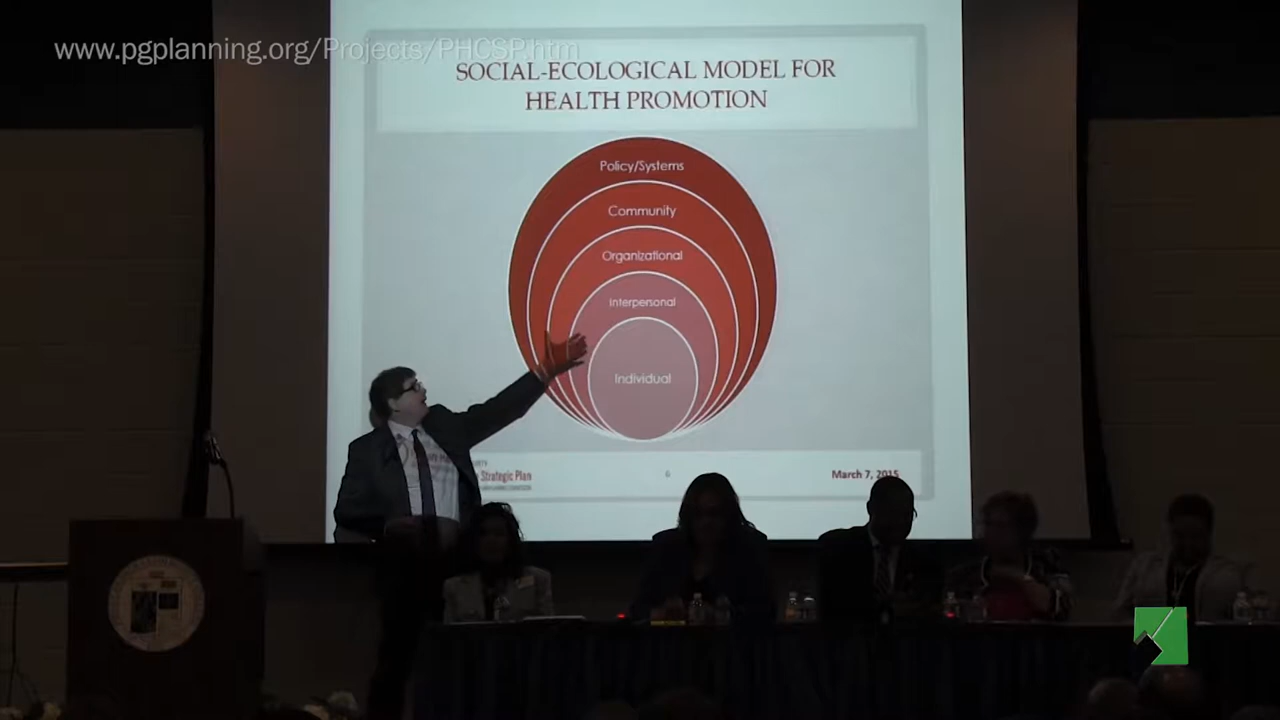 www.pgplanning.org/Projects/PHCSP.htm
SOCIAL-ECOLOGICAL MODEL FOR
HEALTH PROMOTION
Policy/Systems
Community
Organizational
Interpersonal
Individual
Strategic Plan
6
March 7, 2015